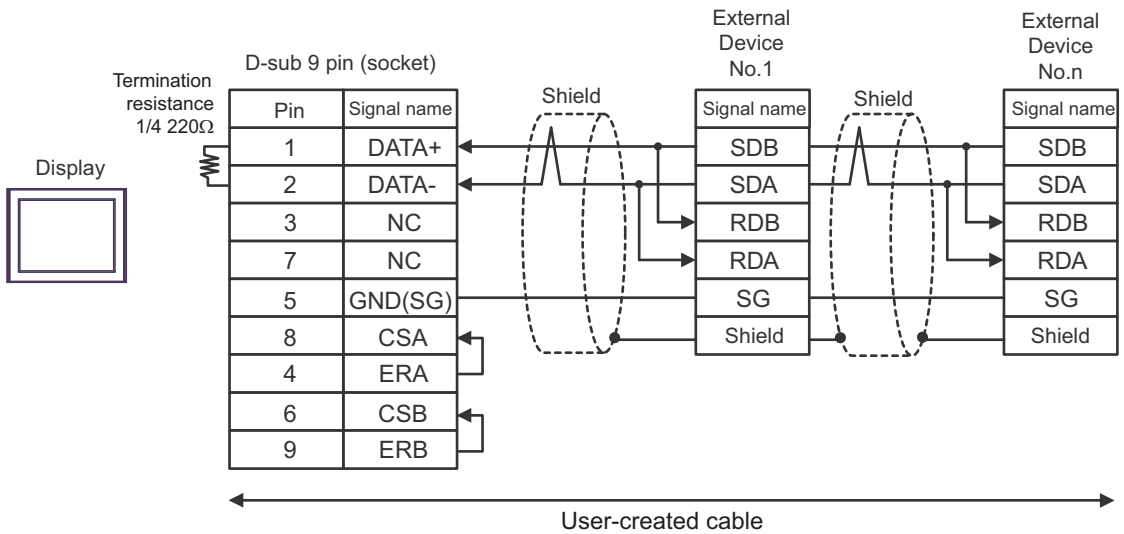 External
Device
No.1
External
Device
No.n
D-sub 9 pin (socket)
Termination
resistance
1/4 220Ω
Display
Shield
Shield
Pin Signal name
1 DATA+
2 DATA-
3 NC
7 NC
5 GND(SG)
8 CSA
4 ERA
6 CSB
9 ERB
Signal name
SDB
SDA
RDB
RDA
SG
Shield
Signal name
SDB
SDA
RDB
RDA
SG
Shield
User-created cable